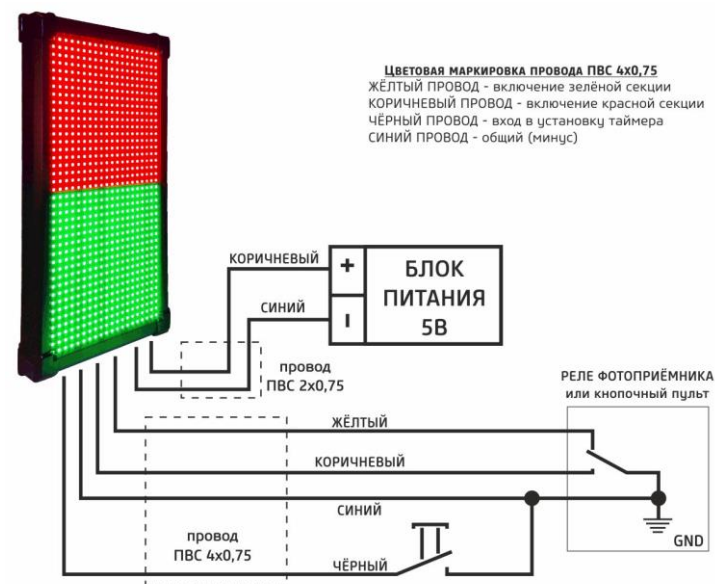 Цветовая маркировка провода ПВС 4х0,75
ЖЁЛТЫЙ ПРОВОД - включение зелёной секции
КОРИЧНЕВЫЙ ПРОВОД - включение красной секции
ЧЁРНЫЙ ПРОВОД - вход в установку таймера
СИНИЙ ПРОВОД - общий (минус)
КОРИЧНЕВЫЙ
+
БЛОК
ПИТАНИЯ
5В
СИНИЙ
-
провод
ПВС 2х0,75
РЕЛЕ ФОТОПРИЁМНИКА
или кнопочный пульт
ЖЁЛТЫЙ
КОРИЧНЕВЫЙ
СИНИЙ
GND
провод
ПВС 4х0,75
ЧЁРНЫЙ